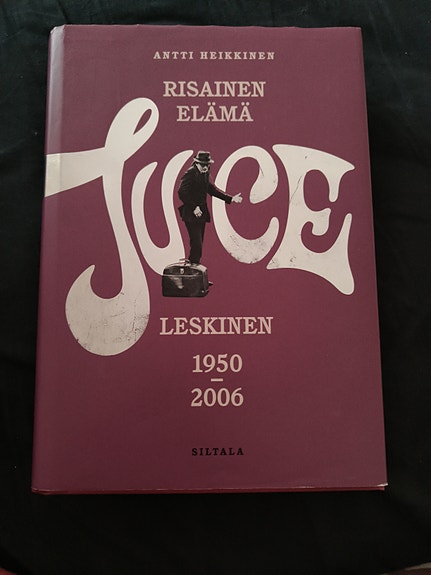 ANTTI HEIKKINEN
RISAINEN
ELÄMÄ
JUICE
LESKINEN
1950
–
2006
SILTALA